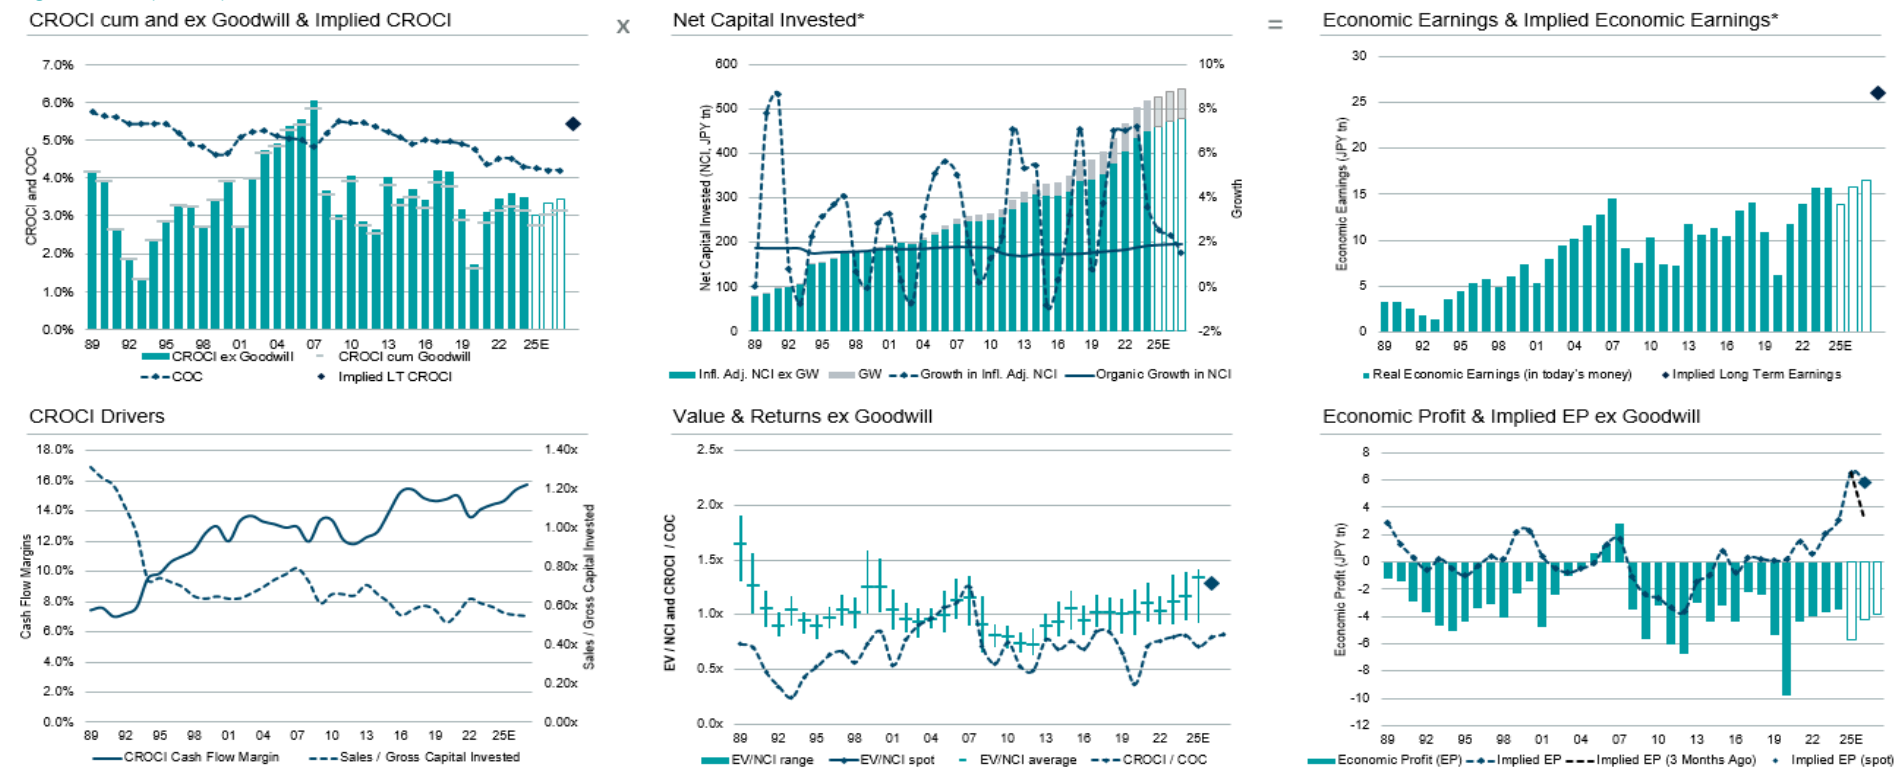 CROCI cum and ex Goodwill & Implied CROCI
x
Net Capital Invested*
=
Economic Earnings & Implied Economic Earnings*
CROCI and COC
7.0%
6.0%
5.0%
4.0%
3.0%
2.0%
1.0%
0.0%
89 92 95 98 01 04 07 10 13 16 19 22 25E
CROCI ex Goodwill CROCI cum Goodwill
COC Implied LT CROCI
Net Capital Invested (NCI, JPY tn)
600
500
400
300
200
100
0
10%
8%
6%
4%
2%
0%
-2%
Growth
89 92 95 98 01 04 07 10 13 16 19 22 25E
Infl. Adj. NCI ex GW GW Growth in Infl. Adj. NCI Organic Growth in NCI
Economic Earnings (JPY tn)
30
25
20
15
10
5
0
89 92 95 98 01 04 07 10 13 16 19 22 25E
Real Economic Earnings (in today's money) Implied Long Term Earnings
CROCI Drivers
Value & Returns ex Goodwill
Economic Profit & Implied EP ex Goodwill
Cash Flow Margins
18.0%
16.0%
14.0%
12.0%
10.0%
8.0%
6.0%
4.0%
2.0%
0.0%
1.40x
1.20x
1.00x
0.80x
0.60x
0.40x
0.20x
0.00x
Sales / Gross Capital Invested
89 92 95 98 01 04 07 10 13 16 19 22 25E
CROCI Cash Flow Margin Sales / Gross Capital Invested
EV / NCI and CROCI / COC
2.5x
2.0x
1.5x
1.0x
0.5x
0.0x
89 92 95 98 01 04 07 10 13 16 19 22 25E
EV/NCI range EV/NCI spot EV/NCI average CROCI / COC
Economic Profit (JPY tn)
8
6
4
2
0
-2
-4
-6
-8
-10
-12
89 92 95 98 01 04 07 10 13 16 19 22 25E
Economic Profit (EP) Implied EP Implied EP (3 Months Ago) Implied EP (spot)